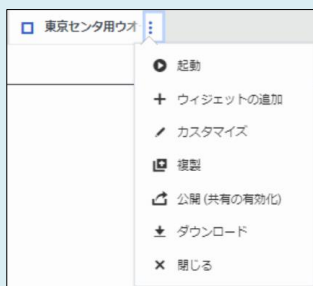 東京センタ用ウオ
起動
ウィジェットの追加
カスタマイズ
複製
公開 (共有の有効化)
ダウンロード
閉じる